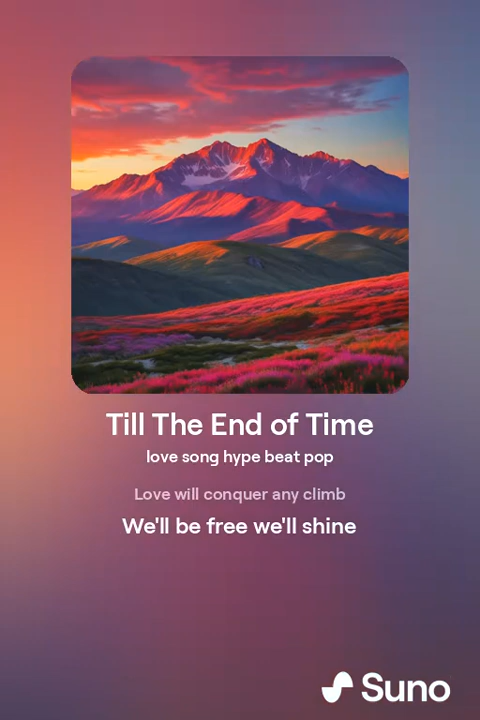 Till The End of Time
love song hype beat pop
Love will conquer any climb
We'll be free we'll shine
Suno